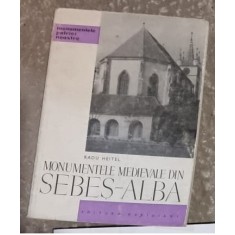 monumentele
patriei
noastre
RADU HEITEL
MONUMENTELE MEDIEVALE DIN
SEBEȘ-ALBA